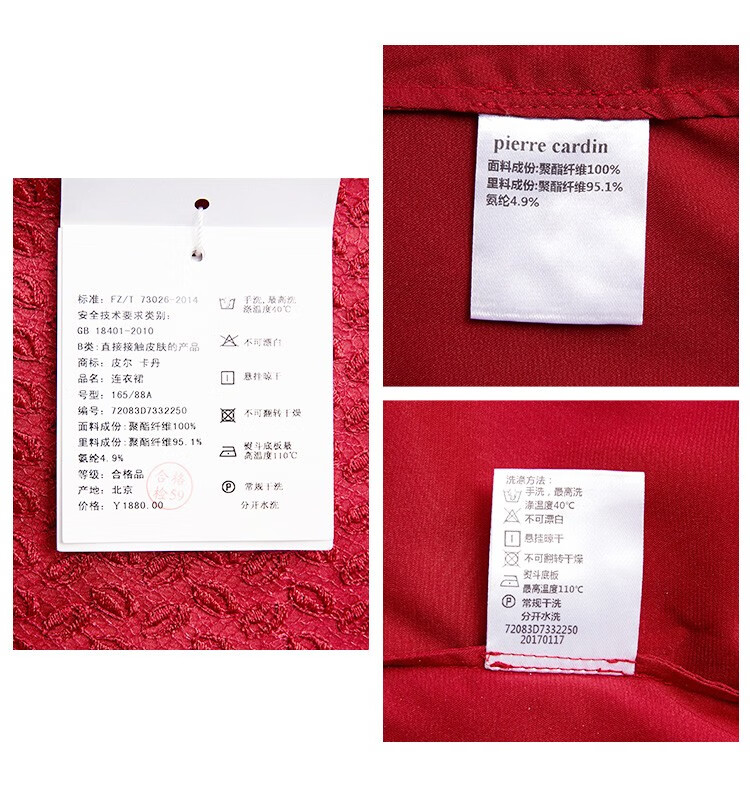 标准: FZ/T 73026-2014
安全技术要求类别:
GB 18401-2010
B类: 直接接触皮肤的产品
商标: 皮尔 卡丹
品名: 连衣裙
号型: 165/88A
编号: 72083D7332250
面料成份: 聚酯纤维100%
里料成份: 聚酯纤维95.1%
氨纶4.9%
等级: 合格品
产地: 北京
价格: ¥1880.00
合格
手洗,最高洗
涤温度40℃
不可漂白
悬挂晾干
不可翻转干燥
熨斗底板最
高温度110℃
常规干洗
分开水洗
pierre cardin
面料成份:聚酯纤维100%
里料成份:聚酯纤维95.1%
氨纶4.9%
洗涤方法:
手洗, 最高洗
涤温度40℃
不可漂白
悬挂晾干
不可翻转干燥
熨斗底板
最高温度110℃
常规干洗
分开水洗
72083D7332250
20170117